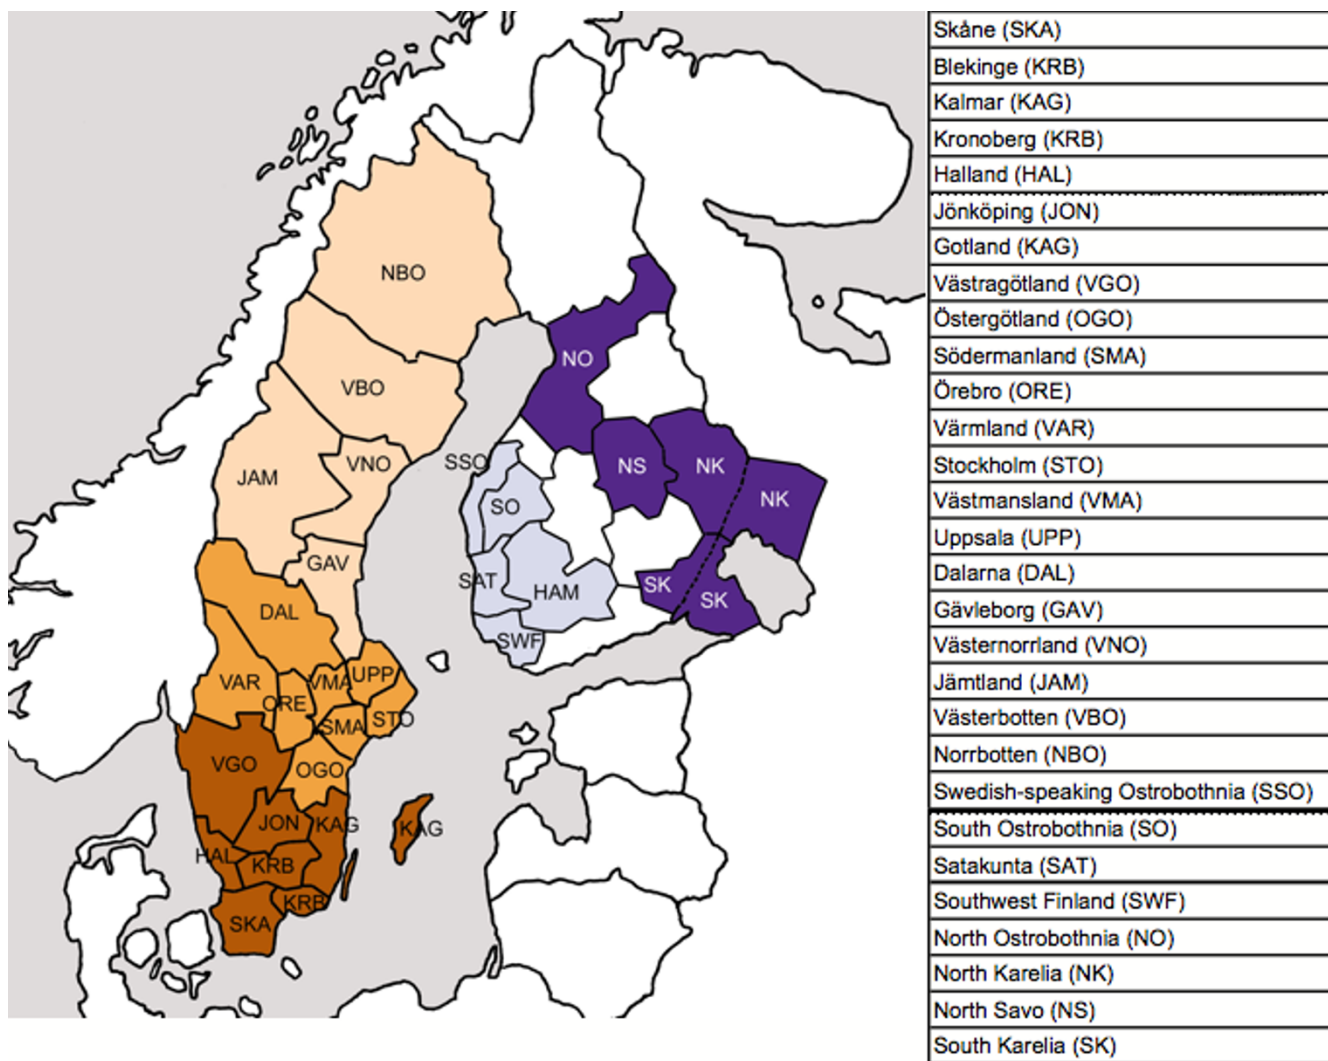 NBO
NO
VBO
VNO
SSO
NS
NK
JAM
NK
SO
GAV
SAT
HAM
SK
SK
DAL
SWF
VAR
VMA
UPP
ORE
SMA
STO
VGO
OGO
JON
KAG
KAG
HAL
KRB
KRB
SKA
Skåne (SKA)
Blekinge (KRB)
Kalmar (KAG)
Kronoberg (KRB)
Halland (HAL)
Jönköping (JON)
Gotland (KAG)
Västragötland (VGO)
Östergötland (OGO)
Södermanland (SMA)
Örebro (ORE)
Värmland (VAR)
Stockholm (STO)
Västmansland (VMA)
Uppsala (UPP)
Dalarna (DAL)
Gävleborg (GAV)
Västernorrland (VNO)
Jämtland (JAM)
Västerbotten (VBO)
Norrbotten (NBO)
Swedish-speaking Ostrobothnia (SSO)
South Ostrobothnia (SO)
Satakunta (SAT)
Southwest Finland (SWF)
North Ostrobothnia (NO)
North Karelia (NK)
North Savo (NS)
South Karelia (SK)